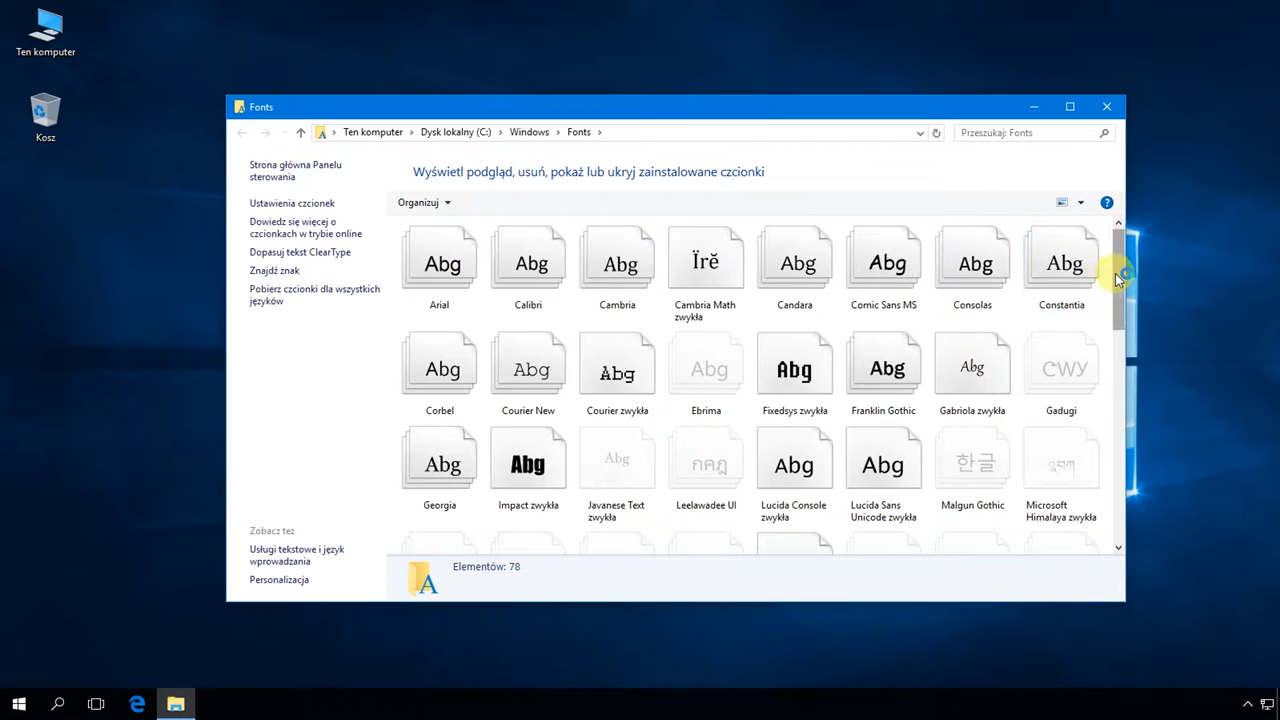 Ten komputer
Kosz
Fonts
Ten komputer
Dysk lokalny (C:)
Windows
Fonts
Przeszukaj: Fonts
Strona główna Panelu
sterowania
Ustawienia czcionek
Dowiedz się więcej o
czcionkach w trybie online
Dopasuj tekst ClearType
Znajdź znak
Pobierz czcionki dla wszystkich
języków
Zobacz też
Usługi tekstowe i język
wprowadzania
Personalizacja
Wyświetl podgląd, usuń, pokaż lub ukryj zainstalowane czcionki
Organizuj
Abg
Abg
Abg
Ïrĕ
Abg
Abg
Abg
Abg
Arial
Calibri
Cambria
Cambria Math
zwykła
Candara
Comic Sans MS
Consolas
Constantia
Abg
Abg
Abg
Abg
Abg
Abg
Abg
ᏣᎳᎩ
Corbel
Courier New
Courier zwykła
Ebrima
Fixedsys zwykła
Franklin Gothic
Gabriola zwykła
Gadugi
Abg
Abg
Abg
กคฎ
Abg
Abg
한글
Georgia
Impact zwykła
Javanese Text
zwykła
Leelawadee UI
Lucida Console
zwykła
Lucida Sans
Unicode zwykła
Malgun Gothic
Microsoft
Himalaya zwykła
Elementów: 78
A